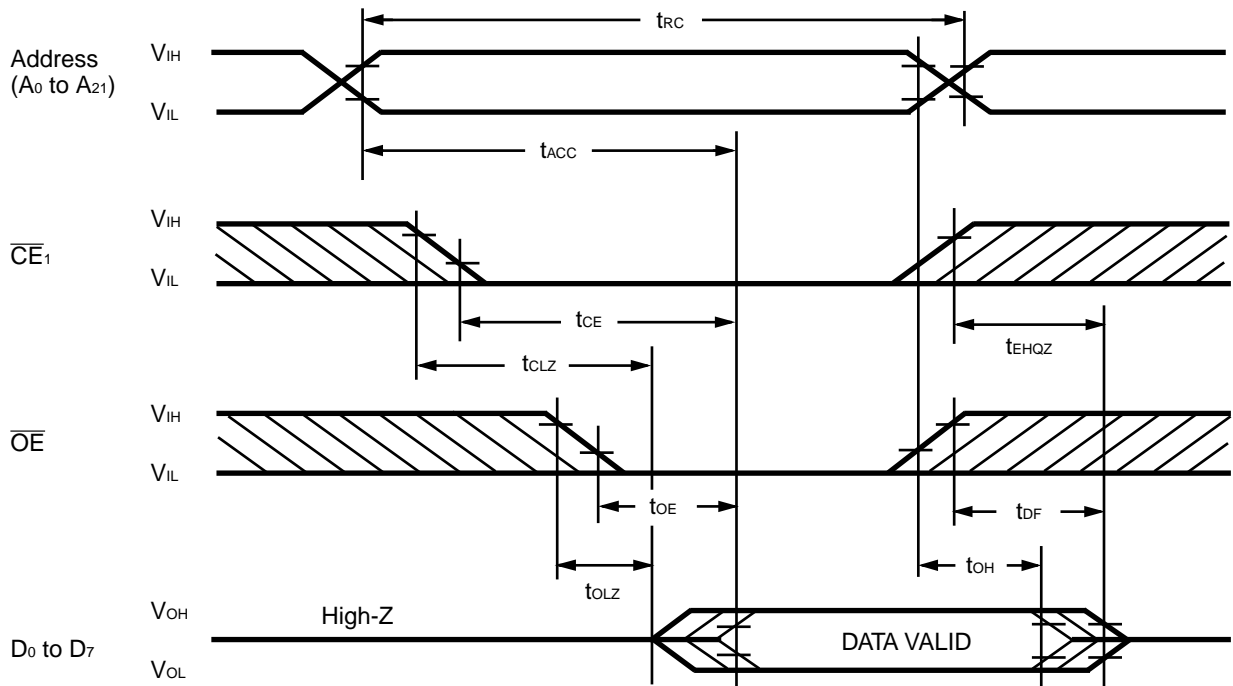 tRC
Address
(A0 to A21)
VIH
VIL
tACC
CE1
VIH
VIL
tCE
tEHQZ
tCLZ
OE
VIH
VIL
tOE
tDF
tOH
tOLZ
D0 to D7
VOH
High-Z
DATA VALID
VOL